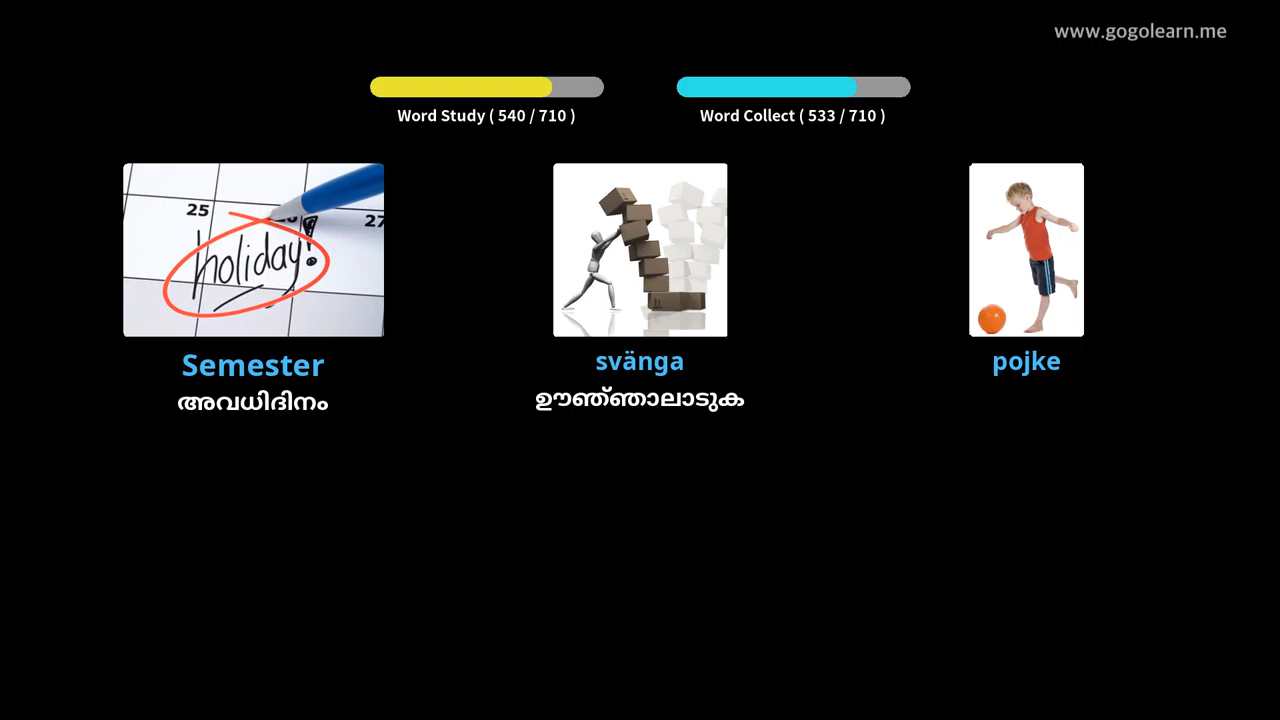 www.gogolearn.me
Word Study ( 540 / 710 )
Word Collect ( 533 / 710 )
25
27
holiday!
Semester
അവധിദിനം
svänga
ഊഞ്ഞാലാടുക
pojke